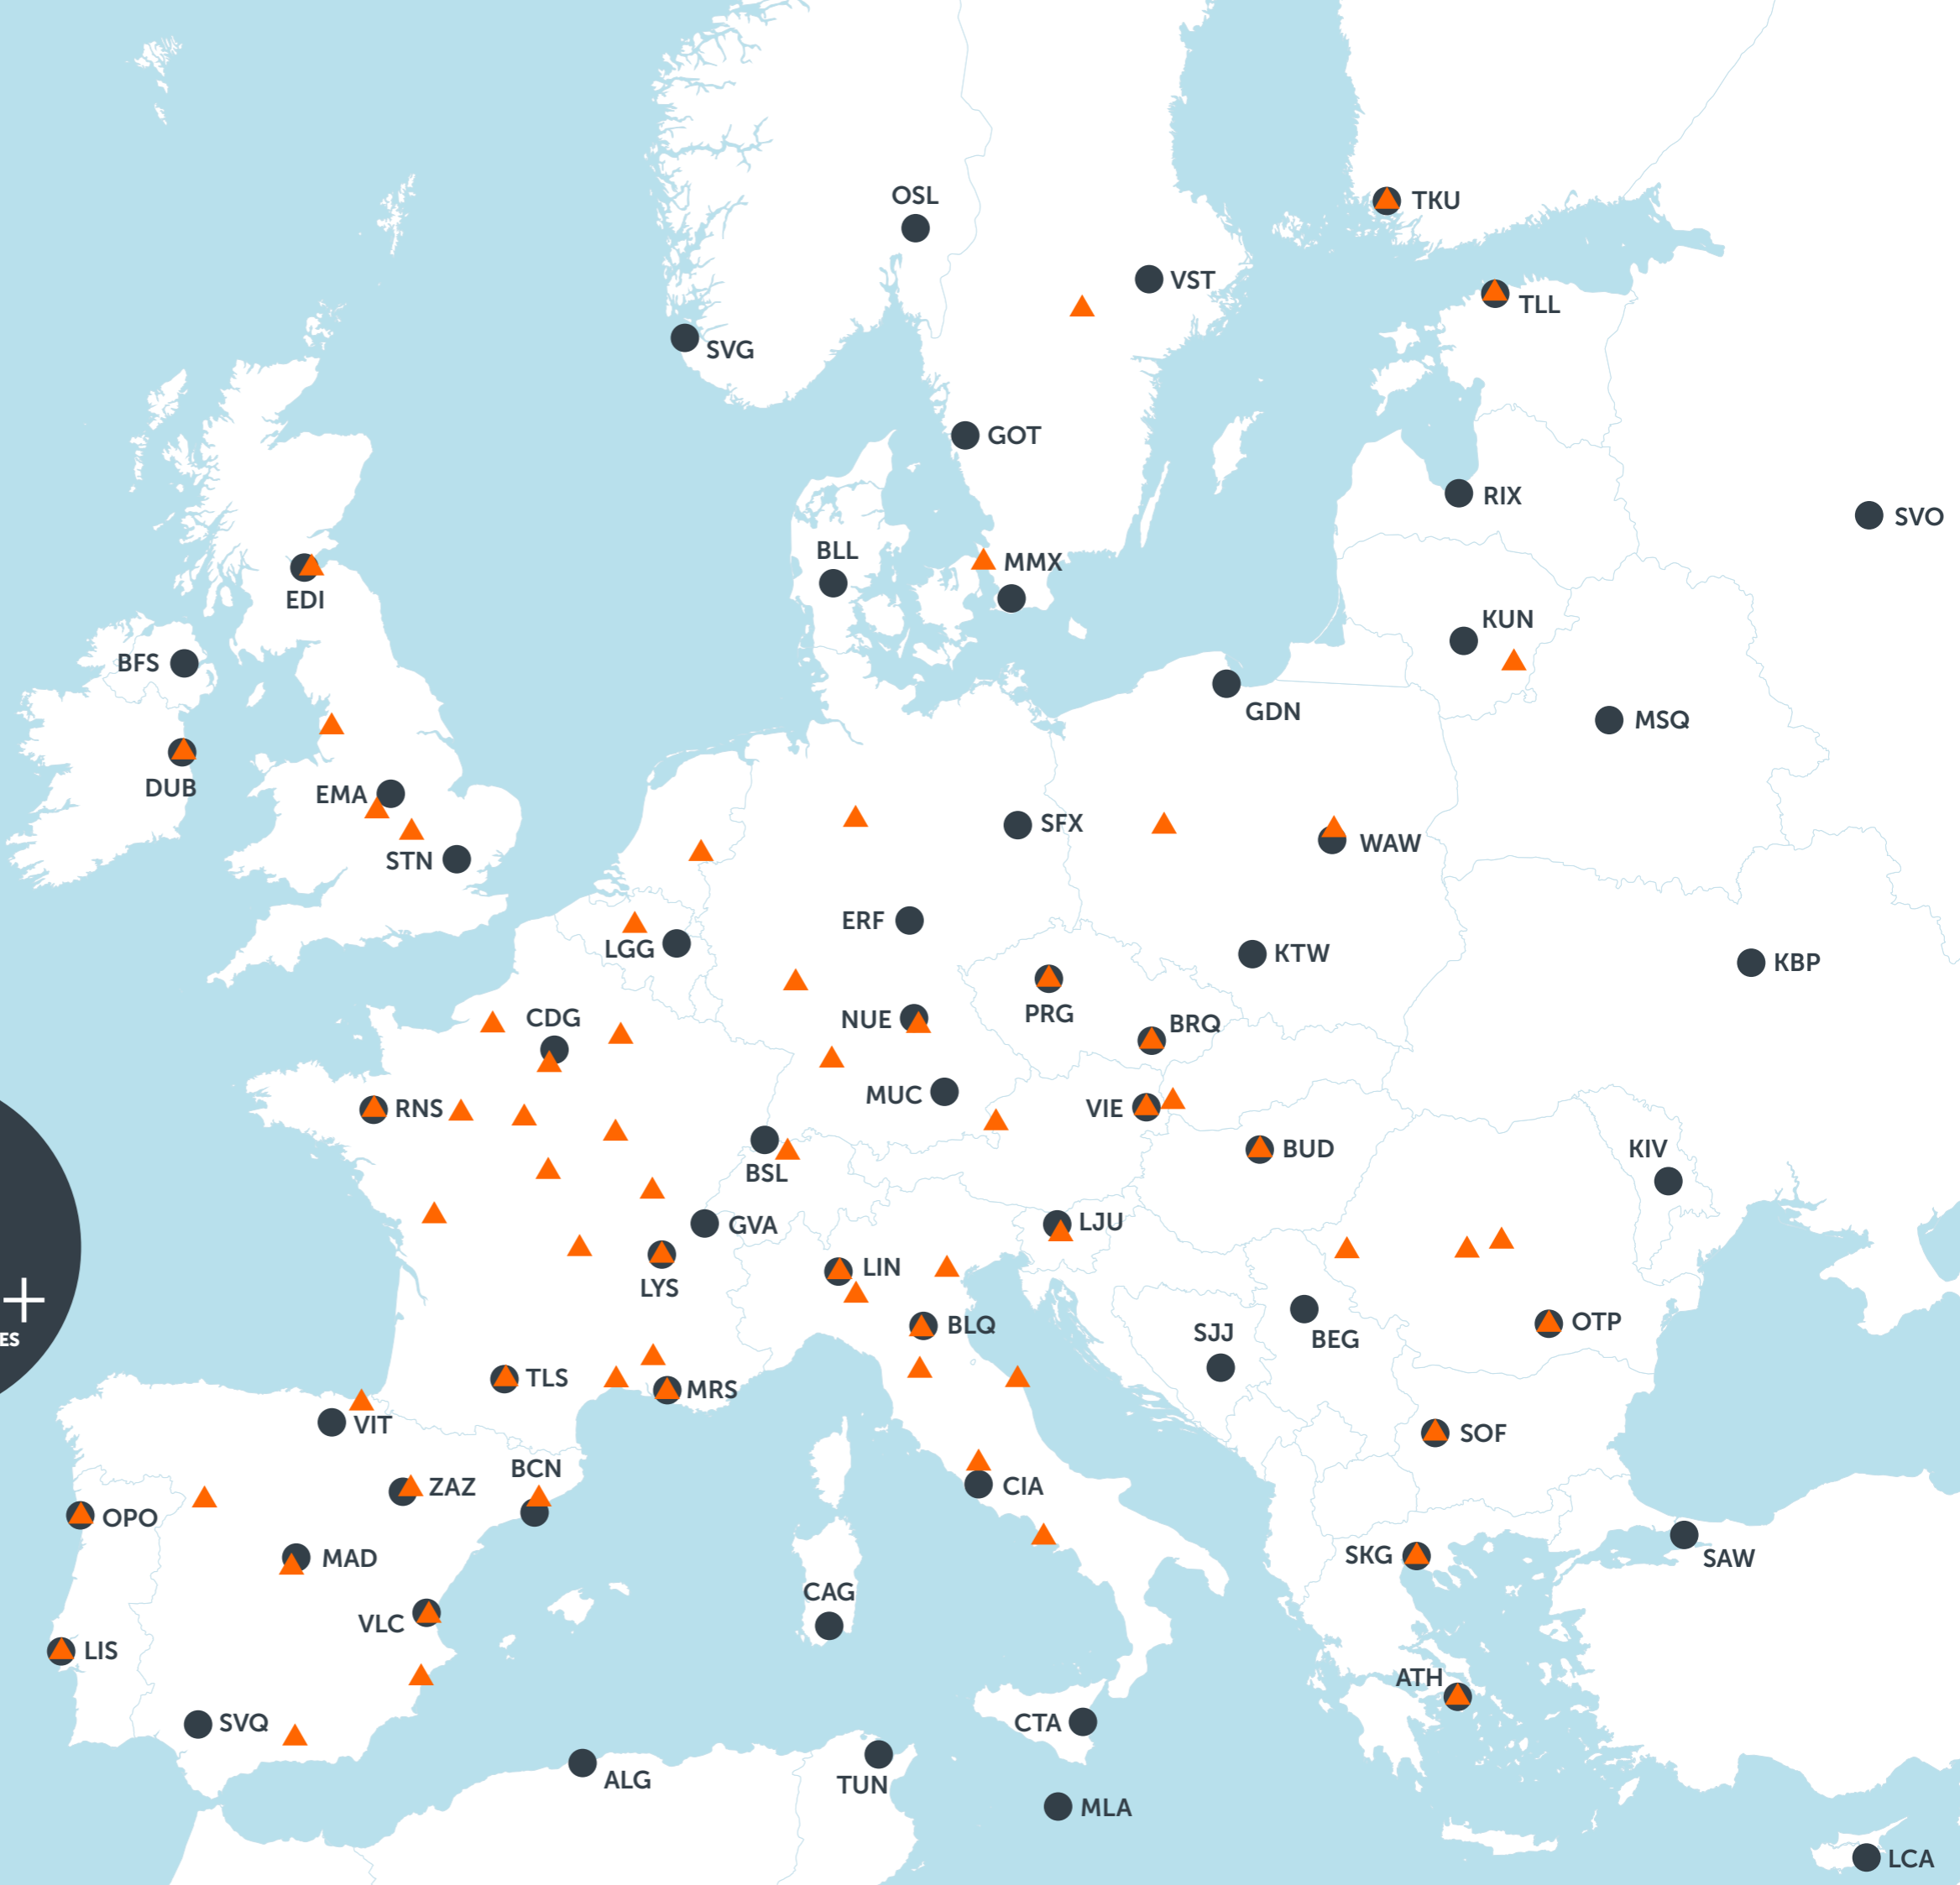 OSL
TKU
VST
TLL
SVG
GOT
RIX
SVO
BLL
MMX
EDI
KUN
BFS
GDN
MSQ
DUB
EMA
SFX
WAW
STN
ERF
LGG
KTW
KBP
CDG
NUE
PRG
BRQ
MUC
RNS
VIE
BUD
KIV
BSL
GVA
LJU
LYS
LIN
+
ES
BLQ
SJJ
BEG
OTP
TLS
MRS
VIT
SOF
BCN
ZAZ
CIA
OPO
MAD
SKG
SAW
CAG
VLC
LIS
ATH
SVQ
CTA
ALG
TUN
MLA
LCA